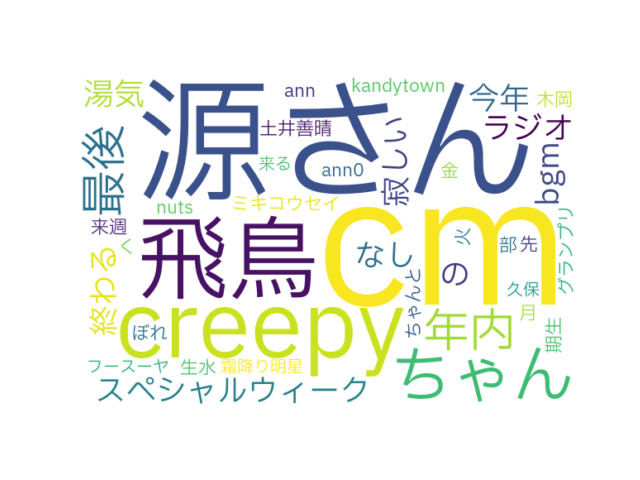 湯気
ann
kandytown
今年
木岡
源さん
土井善晴
ラジオ
最後
来る
ann0
寂しい
金
bgm
nuts
ミキコウセイ
来週
飛鳥
cm
なし
の
火
部先
グランプリ
く
終わる
creepy
ぼれ
ちゃんと
年内
久保
月
期生
フースーヤ
生水
霜降り明星
スペシャルウィーク
ちゃん